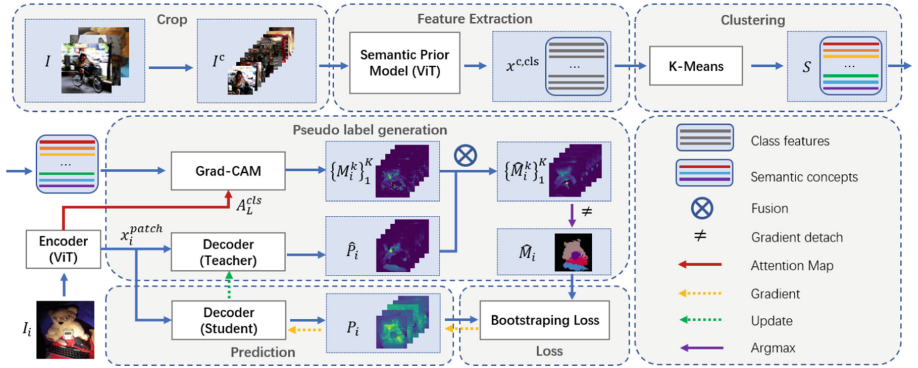 Crop
Feature Extraction
Clustering
I
I^c
Semantic Prior
Model (ViT)
x^{c,cls}
...
K-Means
S
...
Pseudo label generation
...
Grad-CAM
{M_i^k}_1^K
{M̂_i^k}_1^K
A_L^{cls}
≠
Encoder
(ViT)
x_i^{patch}
Decoder
(Teacher)
P̂_i
M̂_i
I_i
Decoder
(Student)
P_i
Bootstraping Loss
Prediction
Loss
Class features
Semantic concepts
Fusion
≠ Gradient detach
Attention Map
Gradient
Update
Argmax